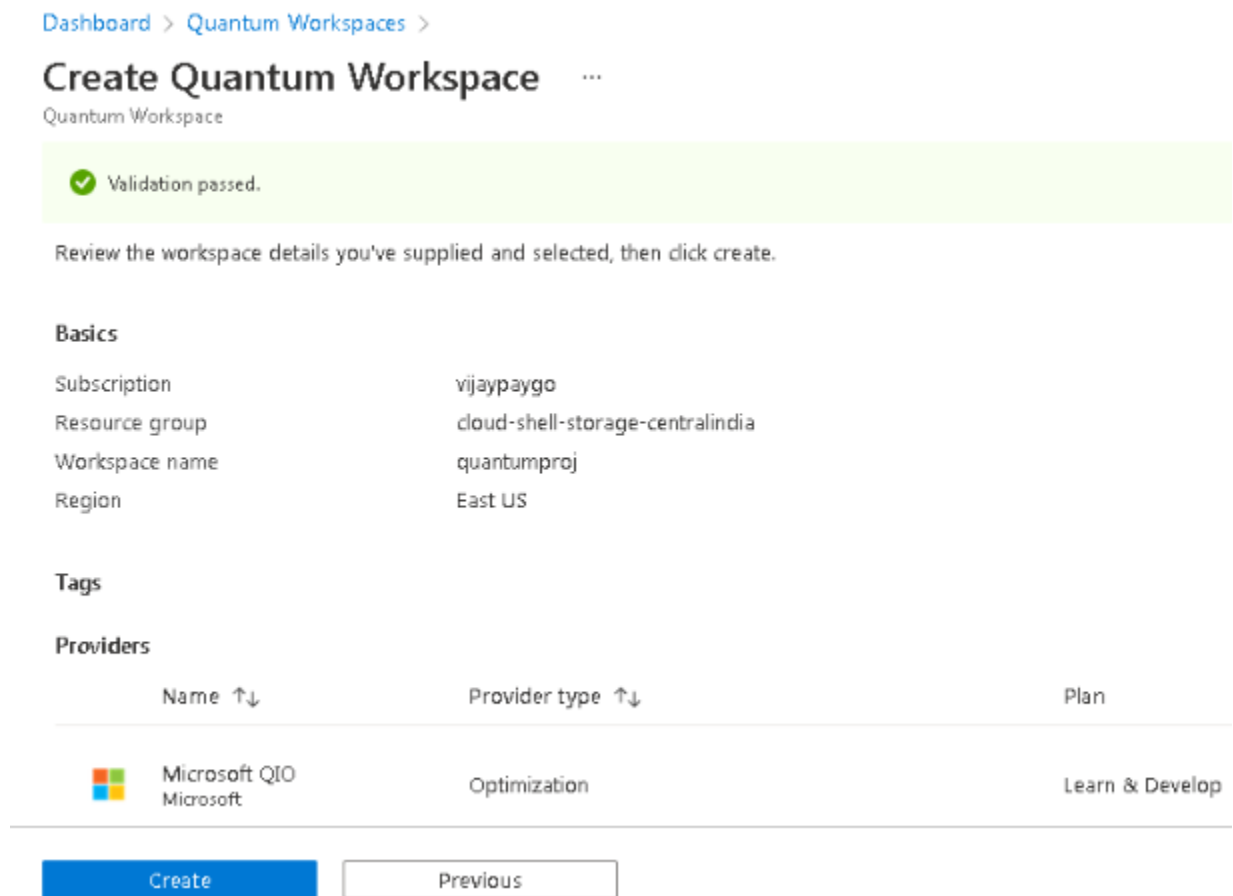 Dashboard > Quantum Workspaces >
Create Quantum Workspace ...
Quantum Workspace
Validation passed.
Review the workspace details you've supplied and selected, then click create.
Basics
Subscription vijaypaygo
Resource group cloud-shell-storage-centralindia
Workspace name quantumproj
Region East US
Tags
Providers
Name ↑↓ Provider type ↑↓ Plan
Microsoft QIO
Microsoft
Optimization Learn & Develop
Create Previous